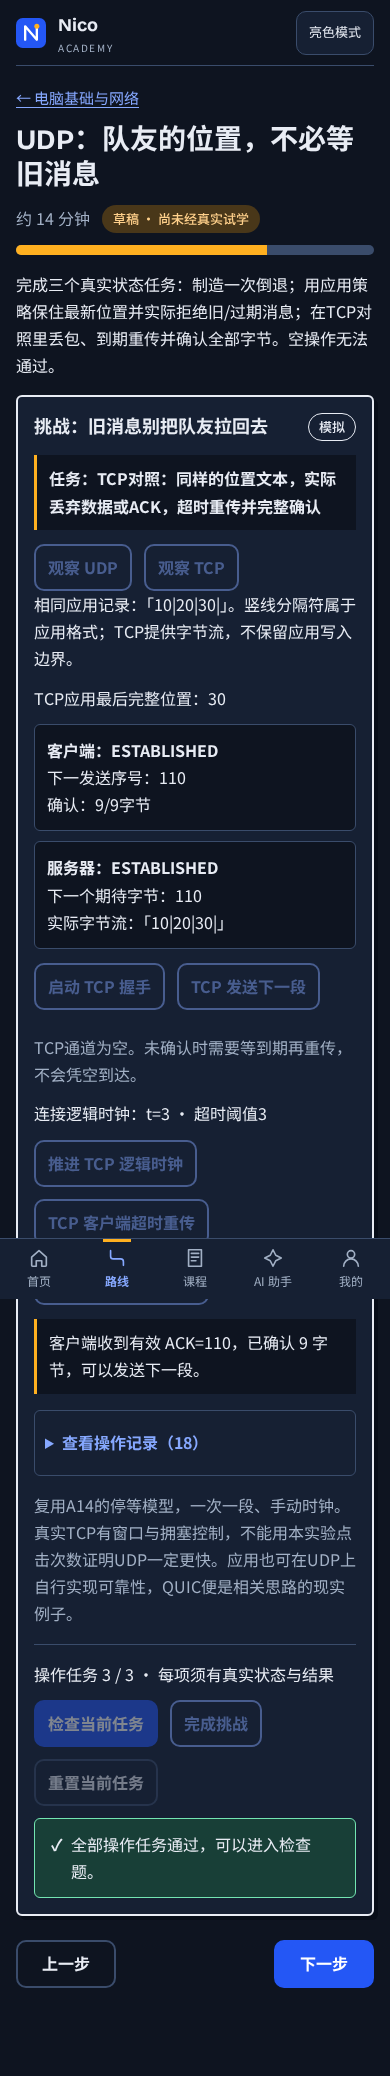 Nico
ACADEMY
亮色模式
← 电脑基础与网络
UDP：队友的位置，不必等
旧消息
约 14 分钟
草稿 · 尚未经真实试学
完成三个真实状态任务：制造一次倒退；用应用策
略保住最新位置并实际拒绝旧/过期消息；在TCP对
照里丢包、到期重传并确认全部字节。空操作无法
通过。
挑战：旧消息别把队友拉回去
模拟
任务：TCP对照：同样的位置文本，实际
丢弃数据或ACK，超时重传并完整确认
观察 UDP
观察 TCP
相同应用记录：「10|20|30|」。竖线分隔符属于
应用格式；TCP提供字节流，不保留应用写入
边界。
TCP应用最后完整位置：30
客户端：ESTABLISHED
下一发送序号：110
确认：9/9字节
服务器：ESTABLISHED
下一个期待字节：110
实际字节流：「10|20|30|」
启动 TCP 握手
TCP 发送下一段
TCP通道为空。未确认时需要等到期再重传，
不会凭空到达。
连接逻辑时钟：t=3 · 超时阈值3
推进 TCP 逻辑时钟
TCP 客户端超时重传
首页
路线
课程
AI 助手
我的
客户端收到有效 ACK=110，已确认 9 字
节，可以发送下一段。
▶ 查看操作记录（18）
复用A14的停等模型，一次一段、手动时钟。
真实TCP有窗口与拥塞控制，不能用本实验点
击次数证明UDP一定更快。应用也可在UDP上
自行实现可靠性，QUIC便是相关思路的现实
例子。
操作任务 3 / 3 · 每项须有真实状态与结果
检查当前任务
完成挑战
重置当前任务
✓ 全部操作任务通过，可以进入检查
题。
上一步
下一步